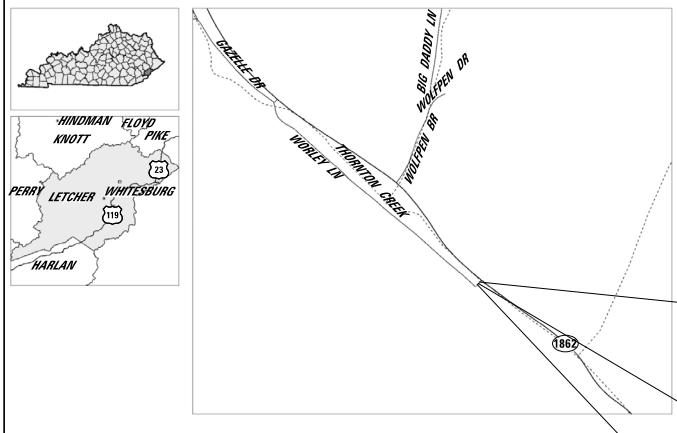 HINDMAN
FLOYD
KNOTT
PIKE
23
PERRY
LETCHER
WHITESBURG
119
HARLAN
GAZELLE DR
WORLEY LN
THORNTON CREEK
BIG DADDY LN
WOLFPEN DR
WOLFPEN BR
1862